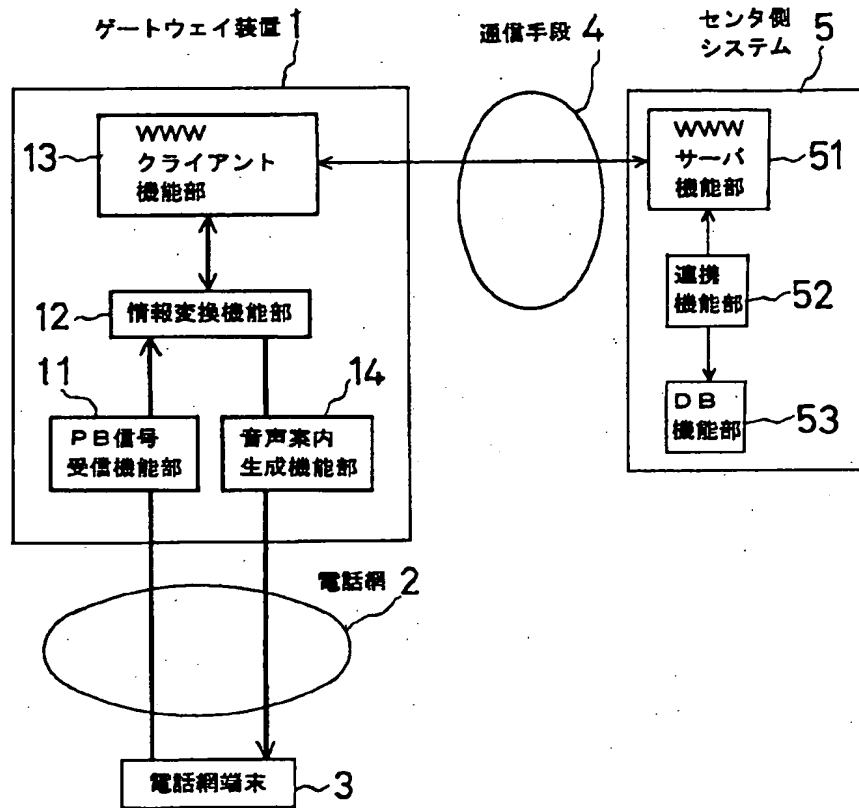 ゲートウェイ装置 1
通信手段 4
センタ側
システム 5
13
WWW
クライアント
機能部
WWW
サーバ
機能部
51
連携
機能部
52
12
情報変換機能部
11
14
PB信号
受信機能部
音声案内
生成機能部
DB
機能部
53
電話網 2
電話網端末
3